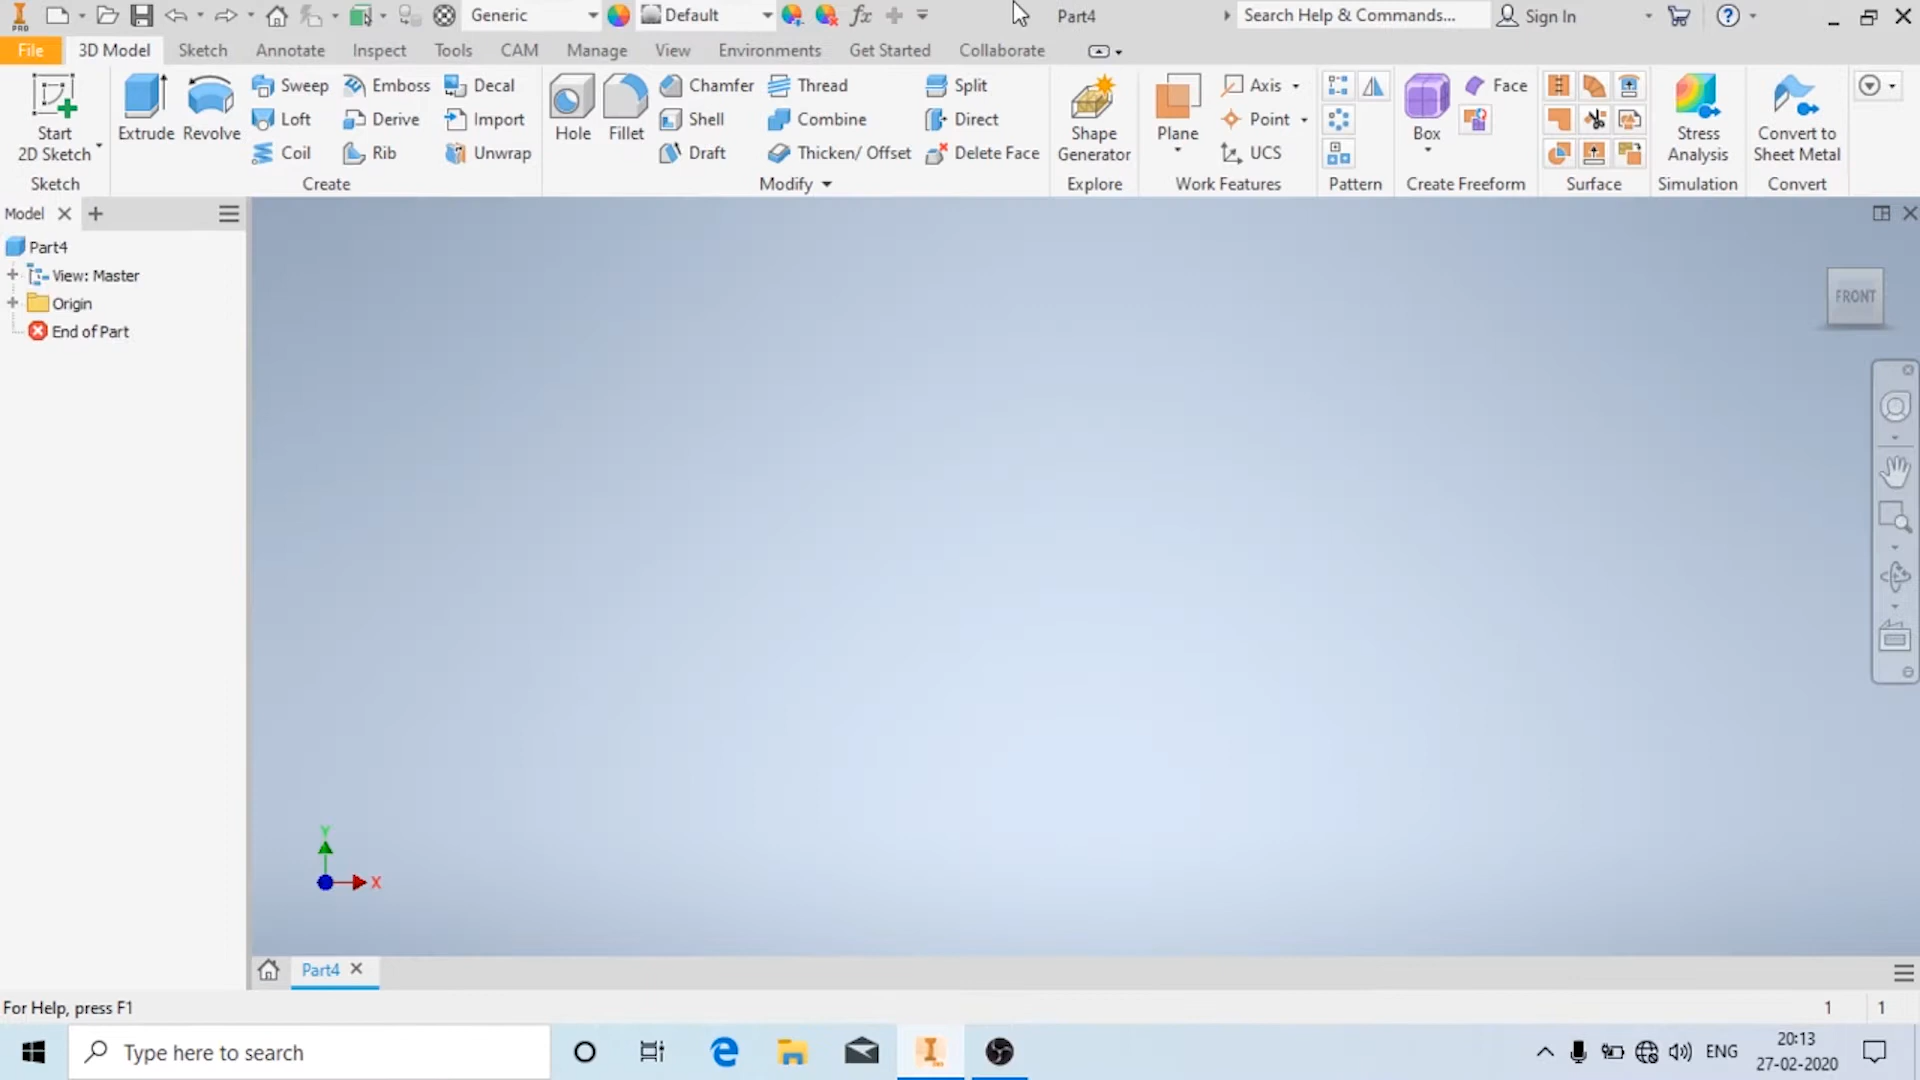 PRO
Generic
Default
fx
Part4
Search Help & Commands...
Sign In
File
3D Model
Sketch
Annotate
Inspect
Tools
CAM
Manage
View
Environments
Get Started
Collaborate
Start
2D Sketch
Sketch
Extrude
Revolve
Sweep
Emboss
Decal
Loft
Derive
Import
Coil
Rib
Unwrap
Create
Hole
Fillet
Chamfer
Thread
Split
Shell
Combine
Direct
Draft
Thicken/ Offset
Delete Face
Modify
Shape
Generator
Explore
Plane
Axis
Point
UCS
Work Features
Pattern
Box
Face
Create Freeform
Surface
Stress
Analysis
Simulation
Convert to
Sheet Metal
Convert
Model
Part4
View: Master
Origin
End of Part
FRONT
Y
X
Part4
For Help, press F1
1
1
Type here to search
ENG
20:13
27-02-2020